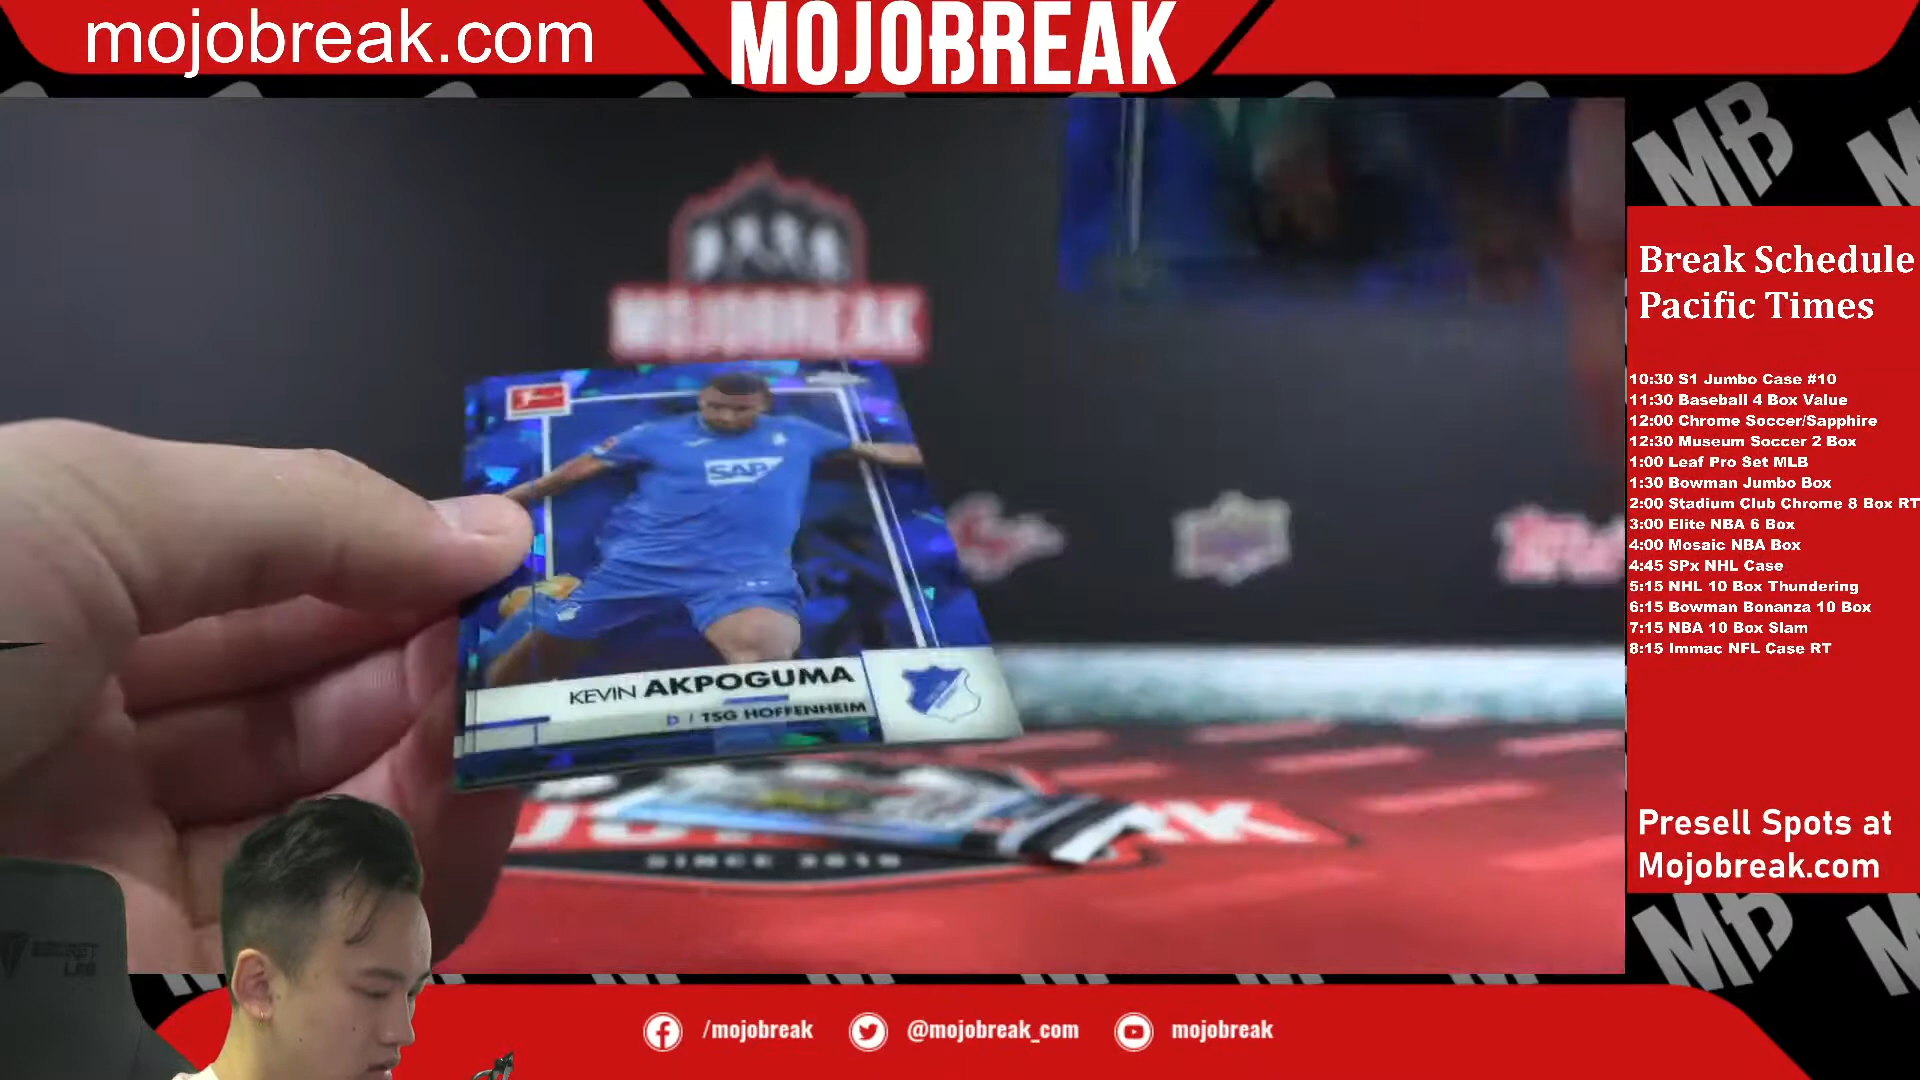 mojobreak.com
MOJOBREAK
MB
MOJOBREAK
Break Schedule
Pacific Times
10:30 S1 Jumbo Case #10
11:30 Baseball 4 Box Value
12:00 Chrome Soccer/Sapphire
12:30 Museum Soccer 2 Box
1:00 Leaf Pro Set MLB
1:30 Bowman Jumbo Box
2:00 Stadium Club Chrome 8 Box RT
3:00 Elite NBA 6 Box
4:00 Mosaic NBA Box
4:45 SPx NHL Case
5:15 NHL 10 Box Thundering
6:15 Bowman Bonanza 10 Box
7:15 NBA 10 Box Slam
8:15 Immac NFL Case RT
SAP
KEVIN AKPOGUMA
D / TSG HOFFENHEIM
Presell Spots at
Mojobreak.com
MB
SECRET
LAB
/mojobreak
@mojobreak_com
mojobreak